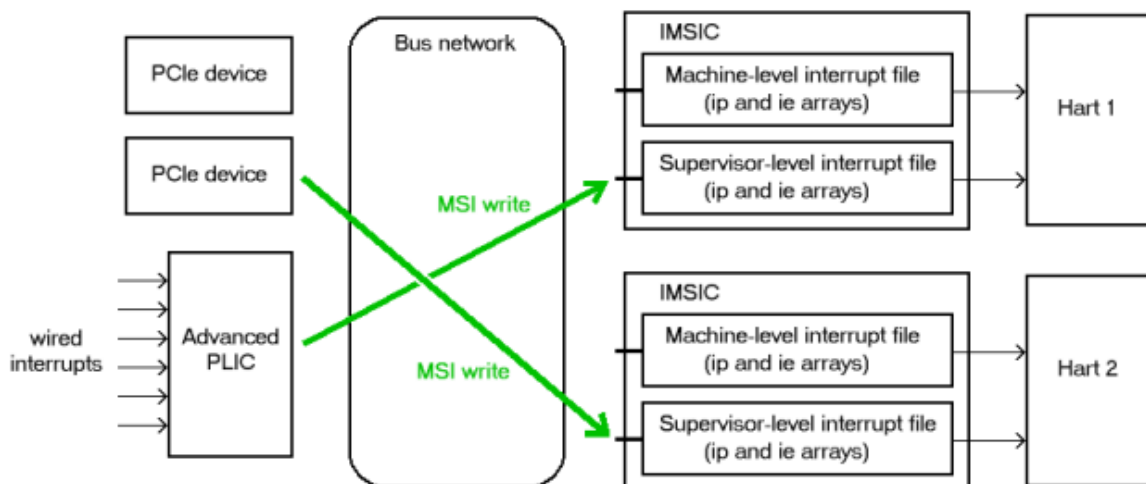 PCIe device
PCIe device
wired
interrupts
Advanced
PLIC
Bus network
MSI write
MSI write
IMSIC
Machine-level interrupt file
(ip and ie arrays)
Supervisor-level interrupt file
(ip and ie arrays)
Hart 1
IMSIC
Machine-level interrupt file
(ip and ie arrays)
Supervisor-level interrupt file
(ip and ie arrays)
Hart 2